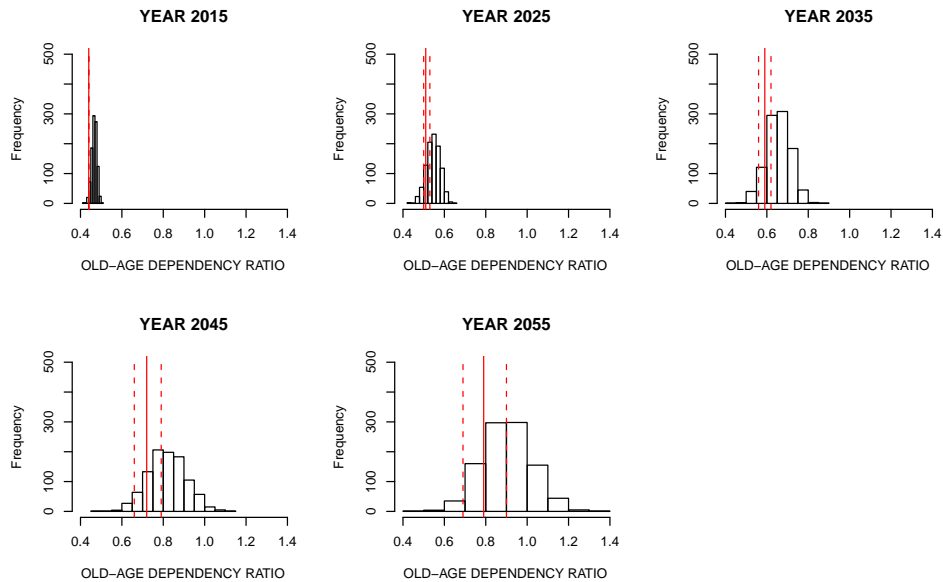 YEAR 2015
Frequency
0 100 300 500
0.4 0.6 0.8 1.0 1.2 1.4
OLD−AGE DEPENDENCY RATIO
YEAR 2025
Frequency
0 100 300 500
0.4 0.6 0.8 1.0 1.2 1.4
OLD−AGE DEPENDENCY RATIO
YEAR 2035
Frequency
0 100 300 500
0.4 0.6 0.8 1.0 1.2 1.4
OLD−AGE DEPENDENCY RATIO
YEAR 2045
Frequency
0 100 300 500
0.4 0.6 0.8 1.0 1.2 1.4
OLD−AGE DEPENDENCY RATIO
YEAR 2055
Frequency
0 100 300 500
0.4 0.6 0.8 1.0 1.2 1.4
OLD−AGE DEPENDENCY RATIO